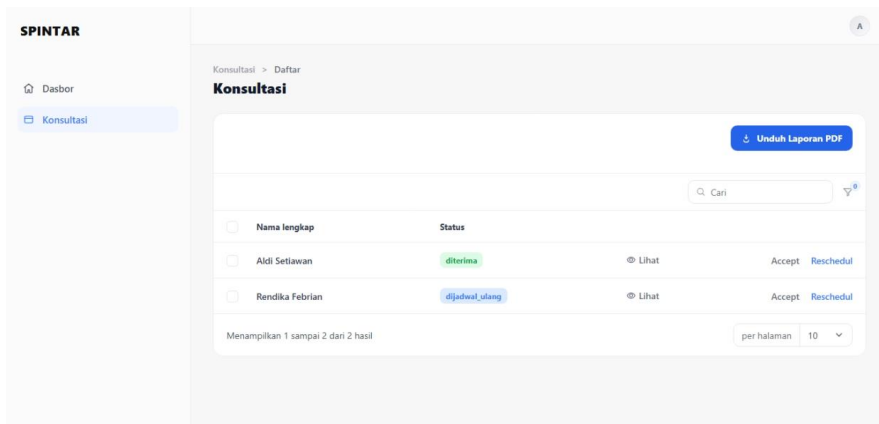 SPINTAR
A
Dasbor
Konsultasi
Konsultasi > Daftar
Konsultasi
Unduh Laporan PDF
Cari
0
Nama lengkap Status
Aldi Setiawan diterima Lihat Accept Reschedul
Rendika Febrian dijadwal_ulang Lihat Accept Reschedul
Menampilkan 1 sampai 2 dari 2 hasil
per halaman 10